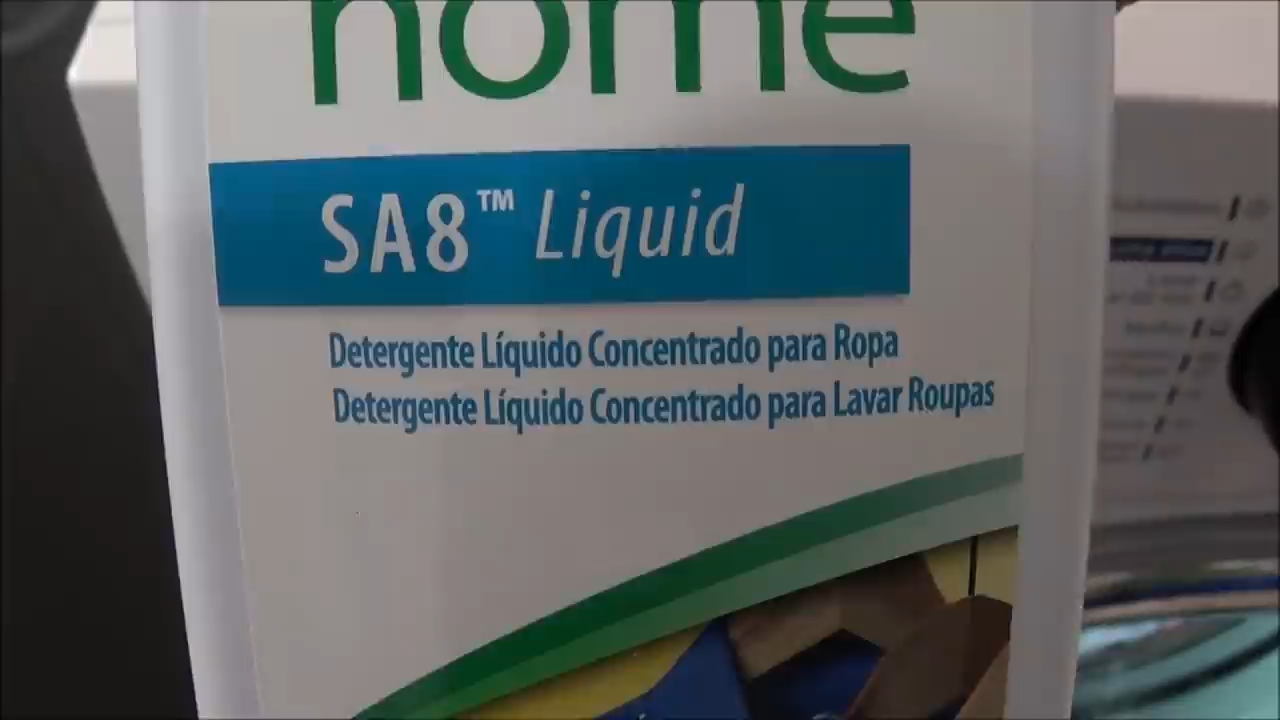 home
SA8™ Liquid
Detergente Líquido Concentrado para Ropa
Detergente Líquido Concentrado para Lavar Roupas